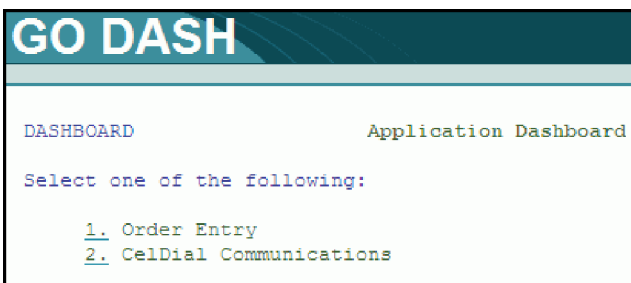 GO DASH
DASHBOARD Application Dashboard
Select one of the following:
1. Order Entry
2. CelDial Communications